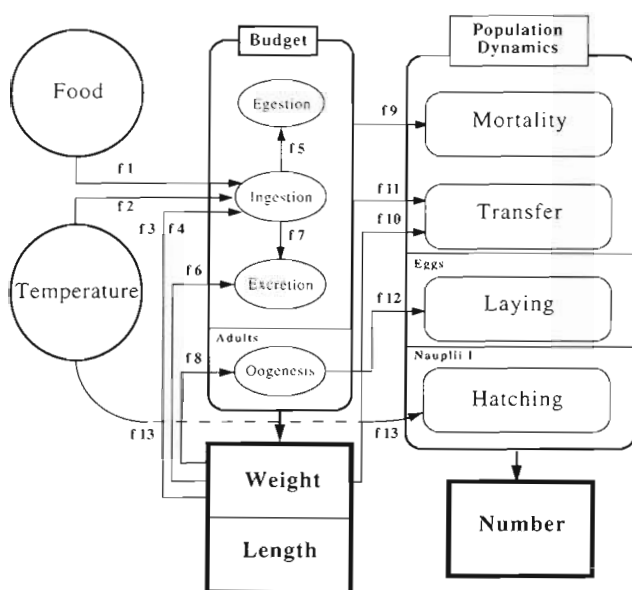 Budget
Population
Dynamics
Food
Egestion
f9
Mortality
f5
f1
Ingestion
f2
f11
f3
f4
f10
Transfer
f7
f6
Eggs
Temperature
Excretion
f12
Laying
Adults
Nauplii I
f8
Oogenesis
Hatching
f13
f13
Weight
Number
Length